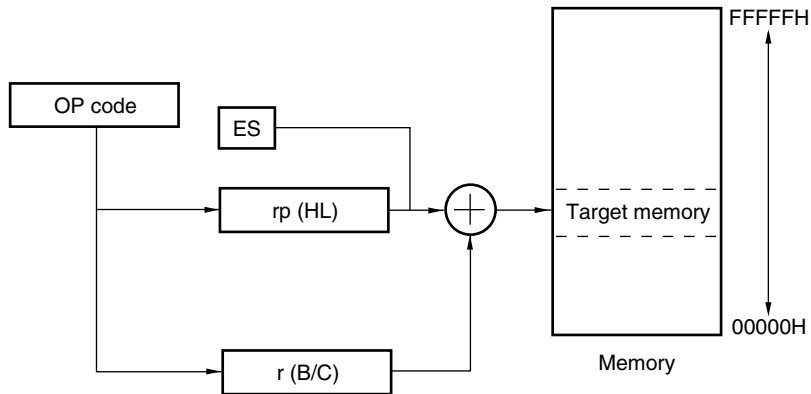 FFFFFH
OP code
ES
rp (HL)
Target memory
r (B/C)
00000H
Memory